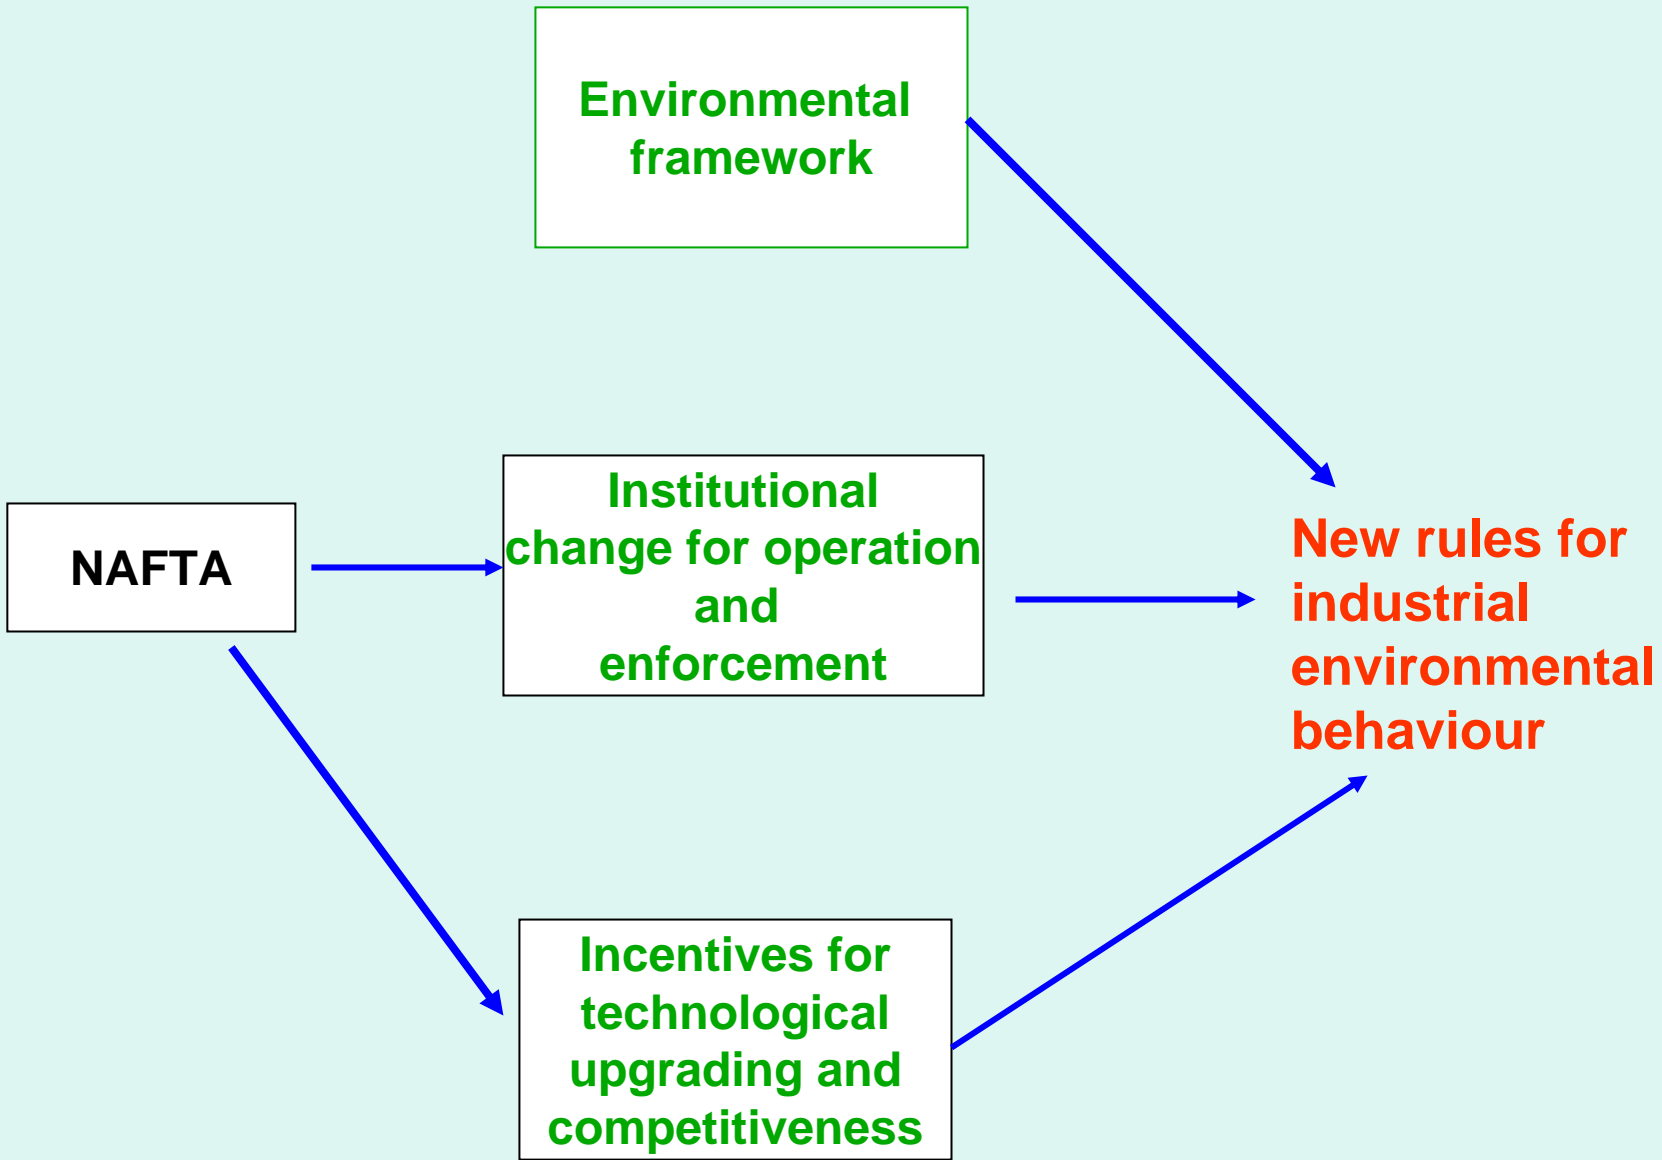 Environmental
framework
NAFTA
Institutional
change for operation
and
enforcement
New rules for
industrial
environmental
behaviour
Incentives for
technological
upgrading and
competitiveness